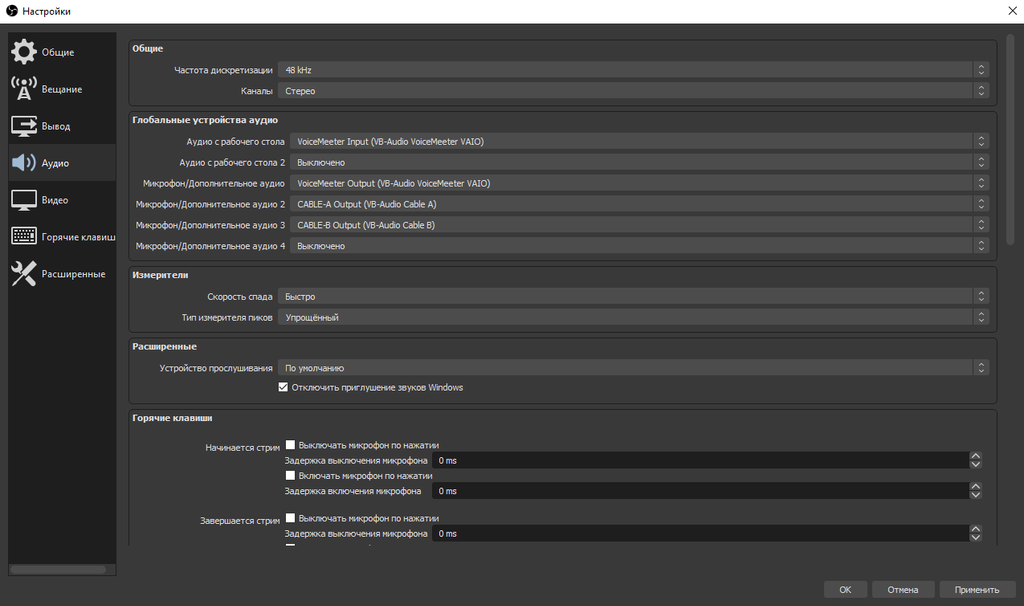 Настройки
Общие
Вещание
Вывод
Аудио
Видео
Горячие клавиш
Расширенные
Общие
Частота дискретизации 48 kHz
Каналы Стерео
Глобальные устройства аудио
Аудио с рабочего стола VoiceMeeter Input (VB-Audio VoiceMeeter VAIO)
Аудио с рабочего стола 2 Выключено
Микрофон/Дополнительное аудио VoiceMeeter Output (VB-Audio VoiceMeeter VAIO)
Микрофон/Дополнительное аудио 2 CABLE-A Output (VB-Audio Cable A)
Микрофон/Дополнительное аудио 3 CABLE-B Output (VB-Audio Cable B)
Микрофон/Дополнительное аудио 4 Выключено
Измерители
Скорость спада Быстро
Тип измерителя пиков Упрощённый
Расширенные
Устройство прослушивания По умолчанию
Отключить приглушение звуков Windows
Горячие клавиши
Начинается стрим Выключать микрофон по нажатии
Задержка выключения микрофона 0 ms
Включать микрофон по нажатии
Задержка включения микрофона 0 ms
Завершается стрим Выключать микрофон по нажатии
Задержка выключения микрофона 0 ms
OK Отмена Применить